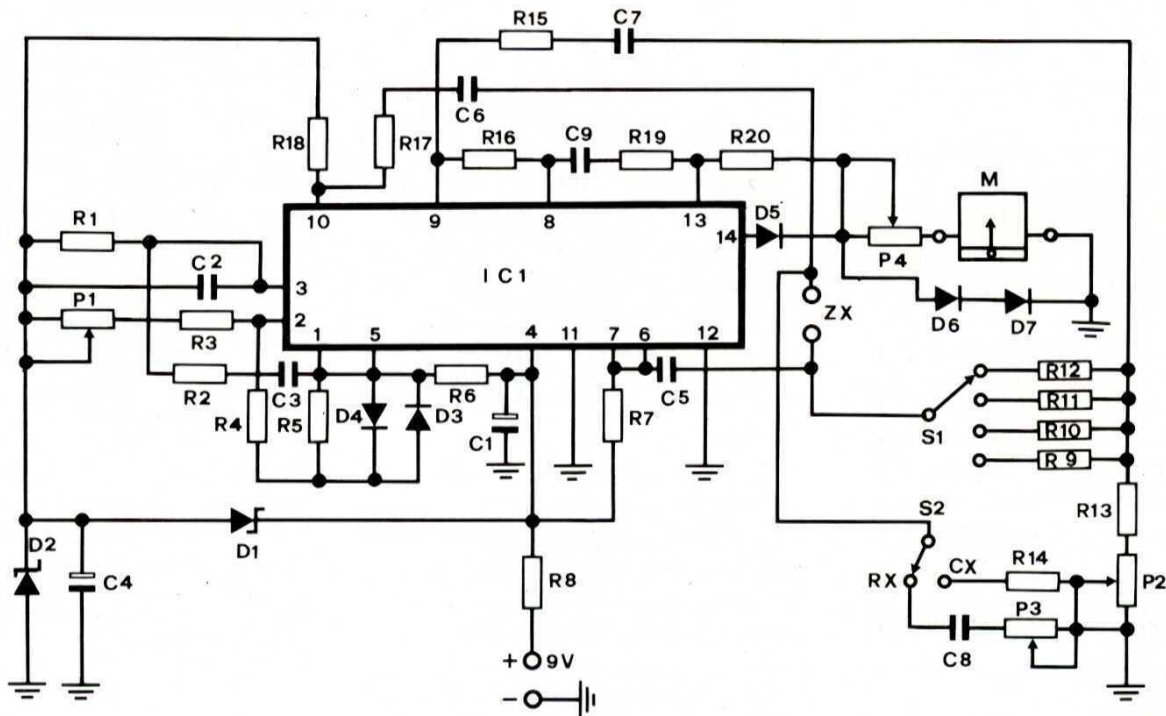 R15 C7
C6
R18 R17 R16 C9 R19 R20
M
R1
10 9 8 13
14 D5
C2
IC1
P4
3
P1
2
ZX
D6 D7
R3
1 5 4 11 7 6 12
R12
R2 C3 R6 C5
R11
R4 R5 D4 D3 C1 R7
S1
R10
R9
S2
R13
D2 D1
C4 R8
RX CX R14
P2
P3
+ 9V
C8
-